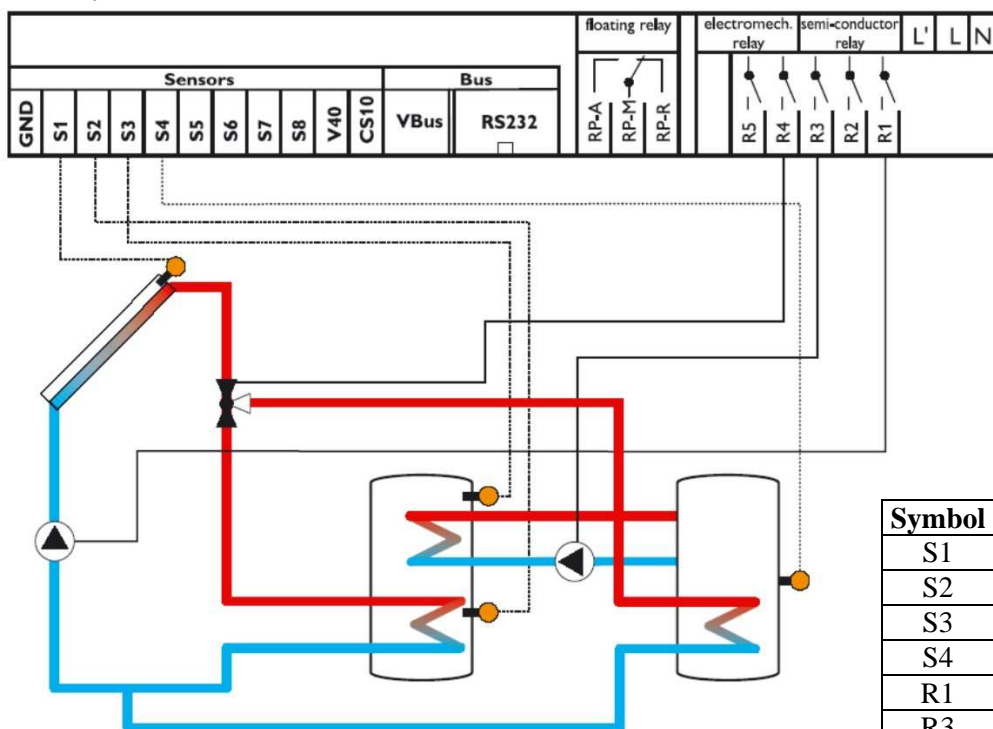 floating relay
electromech. relay
semi-conductor relay
L'
L
N
Sensors
Bus
GND
S1
S2
S3
S4
S5
S6
S7
S8
V40
CS10
VBus
RS232
RP-A
RP-M
RP-R
R5
R4
R3
R2
R1
Symbol
S1
S2
S3
S4
R1
R3